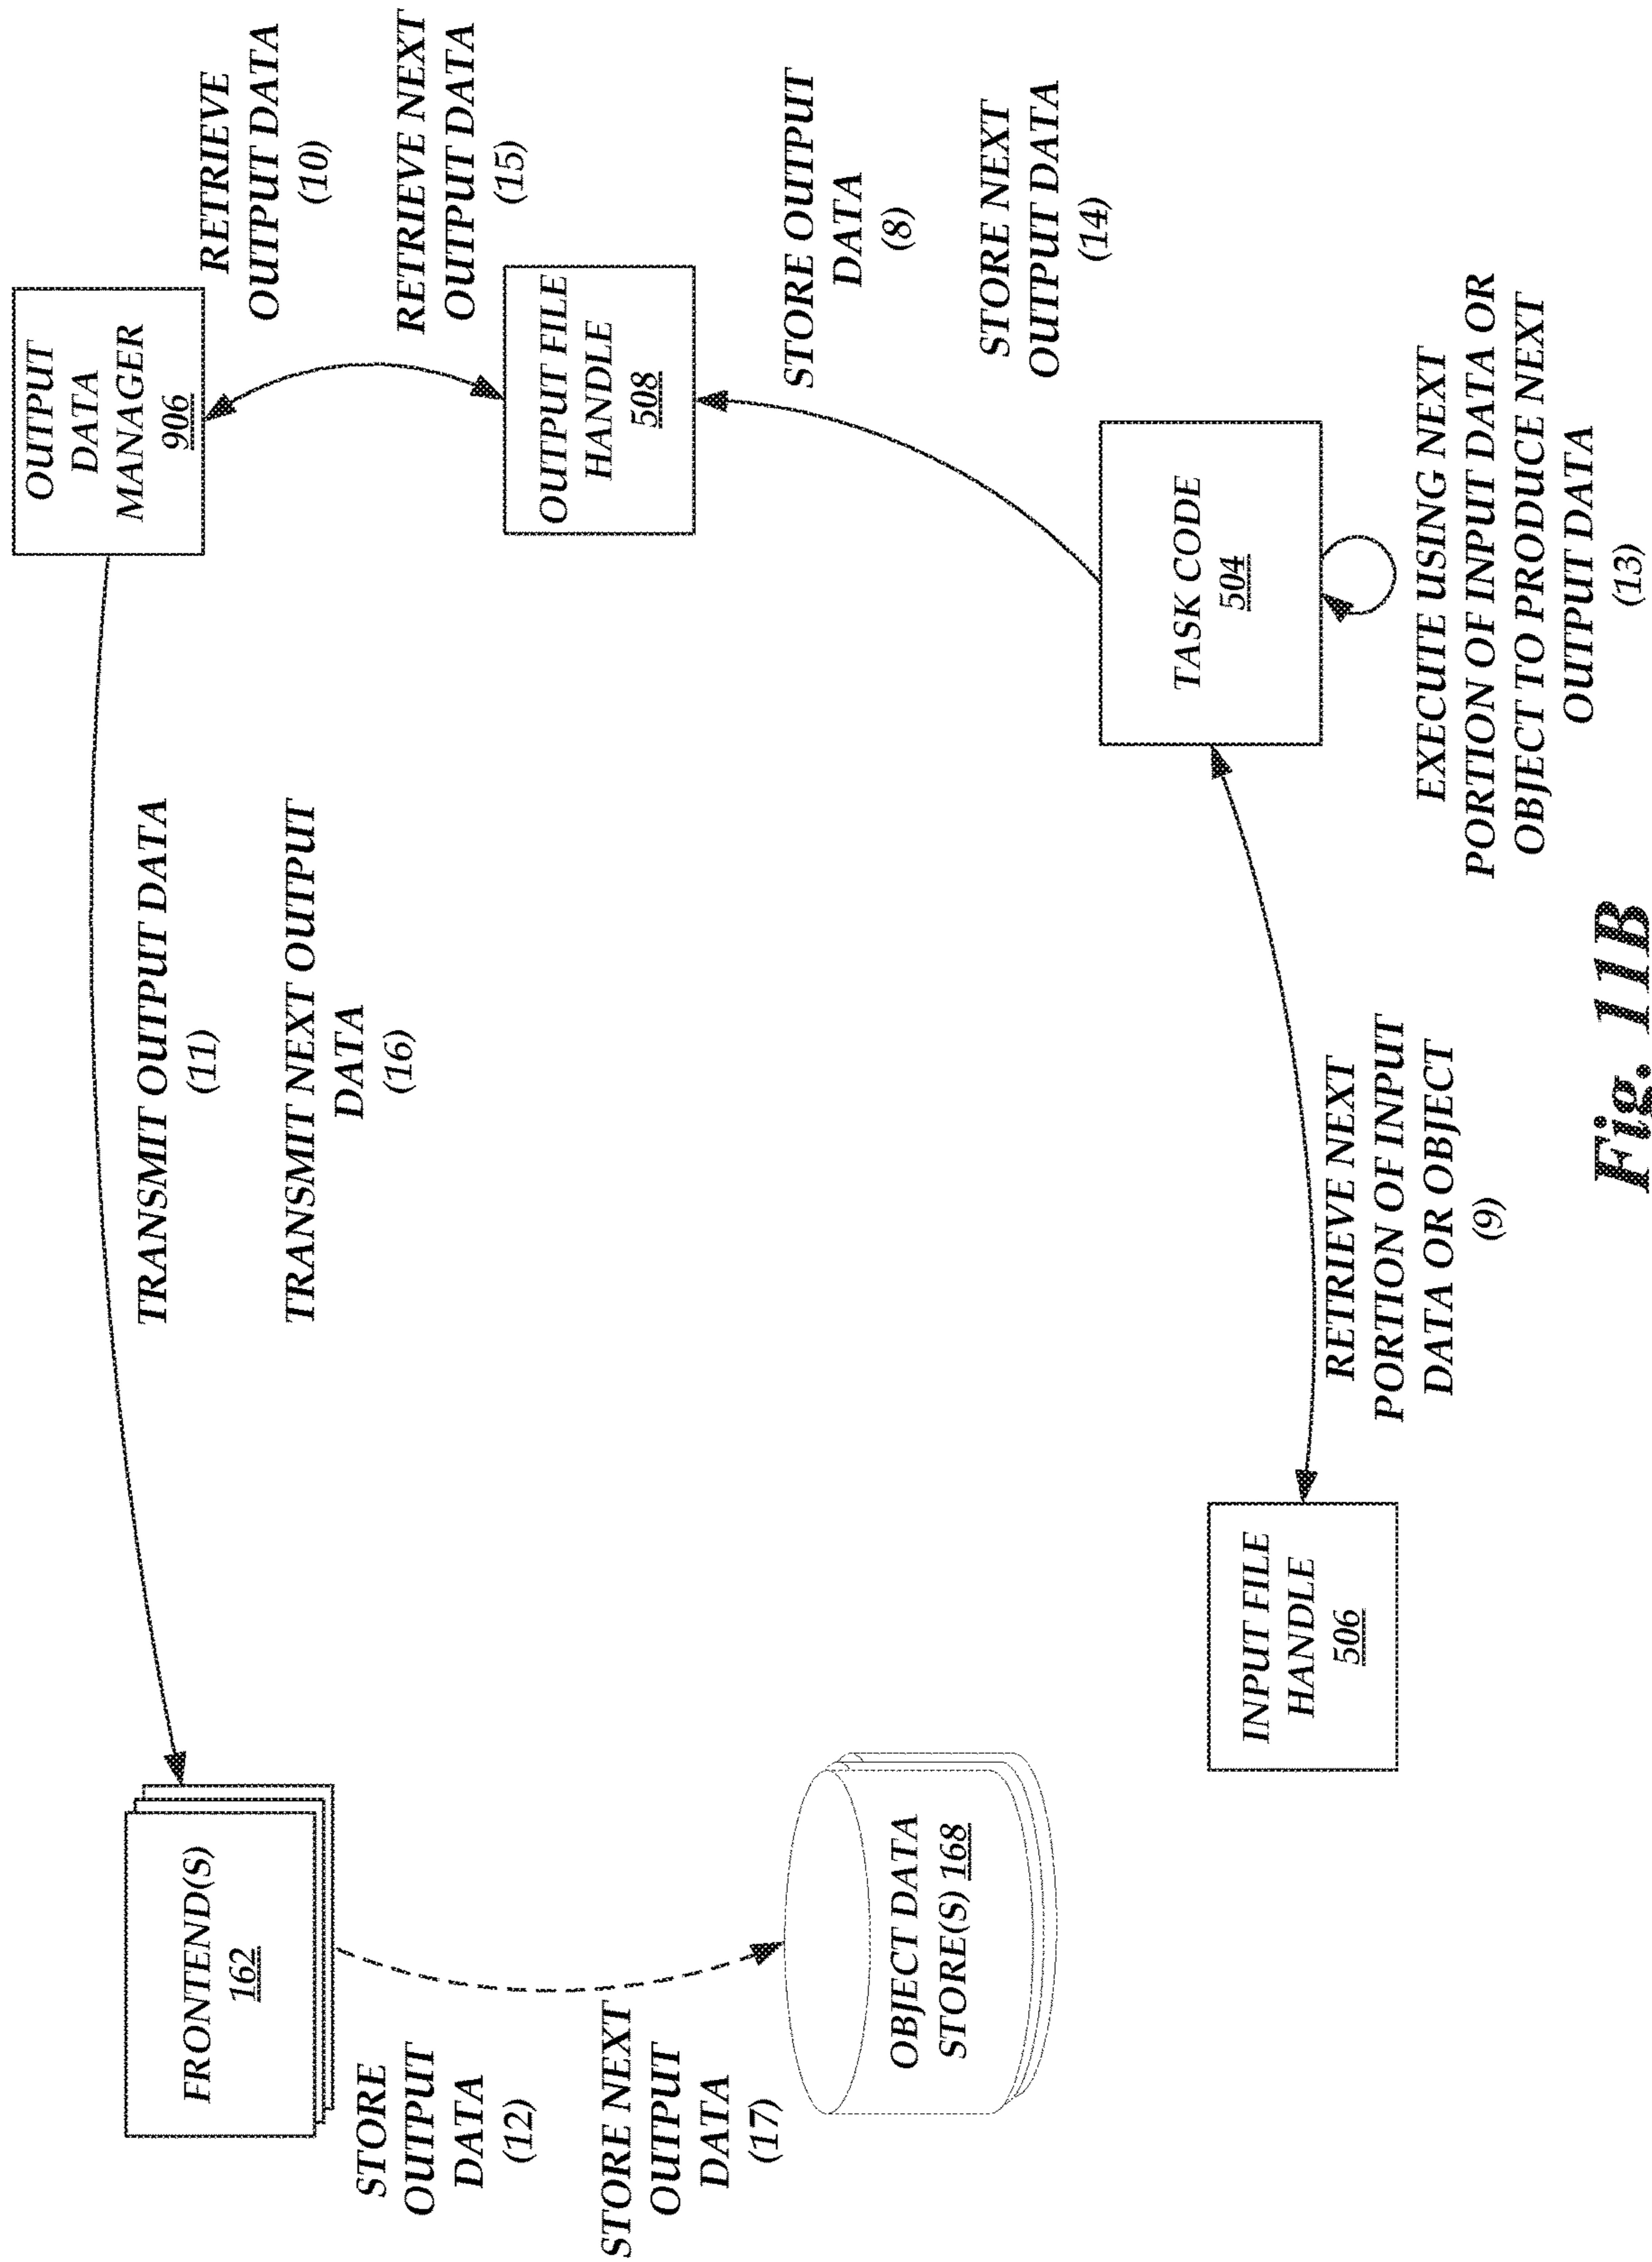 FRONTEND(S)
162
TRANSMIT OUTPUT DATA
(11)
TRANSMIT NEXT OUTPUT
DATA
(16)
OUTPUT
DATA
MANAGER
906
RETRIEVE
OUTPUT DATA
(10)
RETRIEVE NEXT
OUTPUT DATA
(15)
STORE
OUTPUT
DATA
(12)
STORE NEXT
OUTPUT
DATA
(17)
OUTPUT FILE
HANDLE
508
OBJECT DATA
STORE(S) 168
STORE OUTPUT
DATA
(8)
STORE NEXT
OUTPUT DATA
(14)
INPUT FILE
HANDLE
506
TASK CODE
504
RETRIEVE NEXT
PORTION OF INPUT
DATA OR OBJECT
(9)
EXECUTE USING NEXT
PORTION OF INPUT DATA OR
OBJECT TO PRODUCE NEXT
OUTPUT DATA
(13)
Fig. 11B